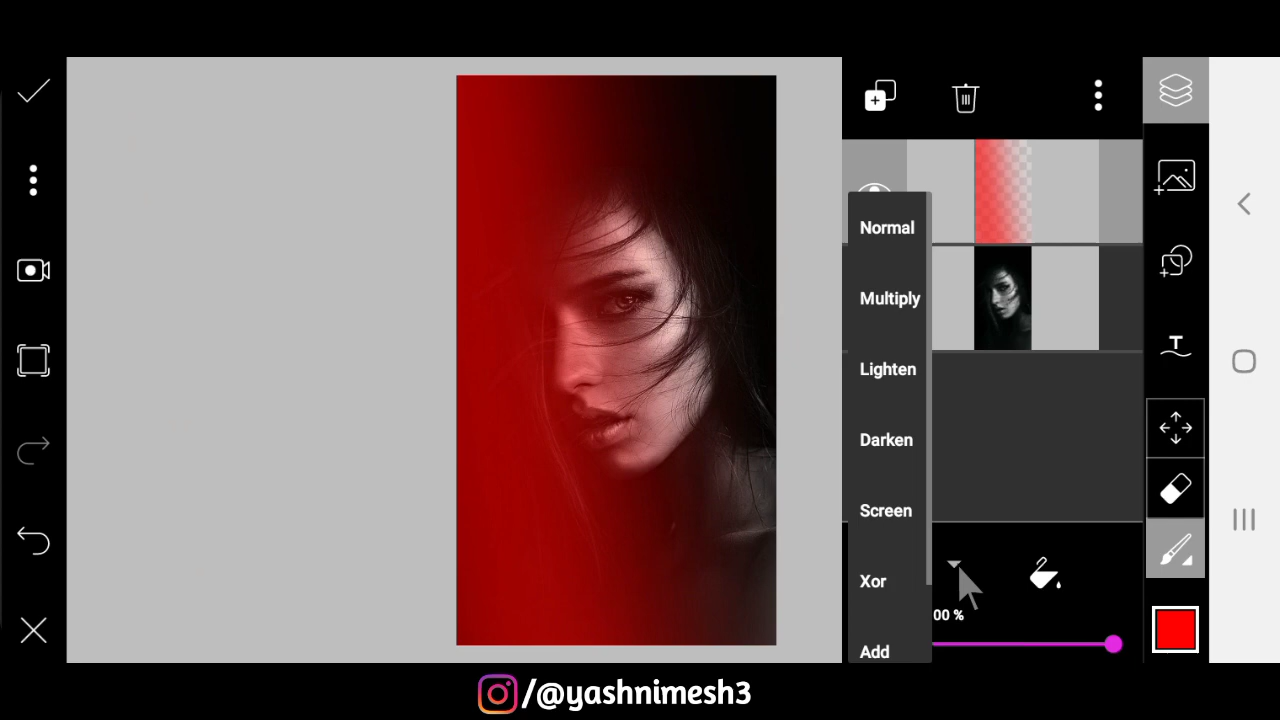 Normal
Multiply
Lighten
Darken
Screen
Xor
Add
00 %
T
/@yashnimesh3